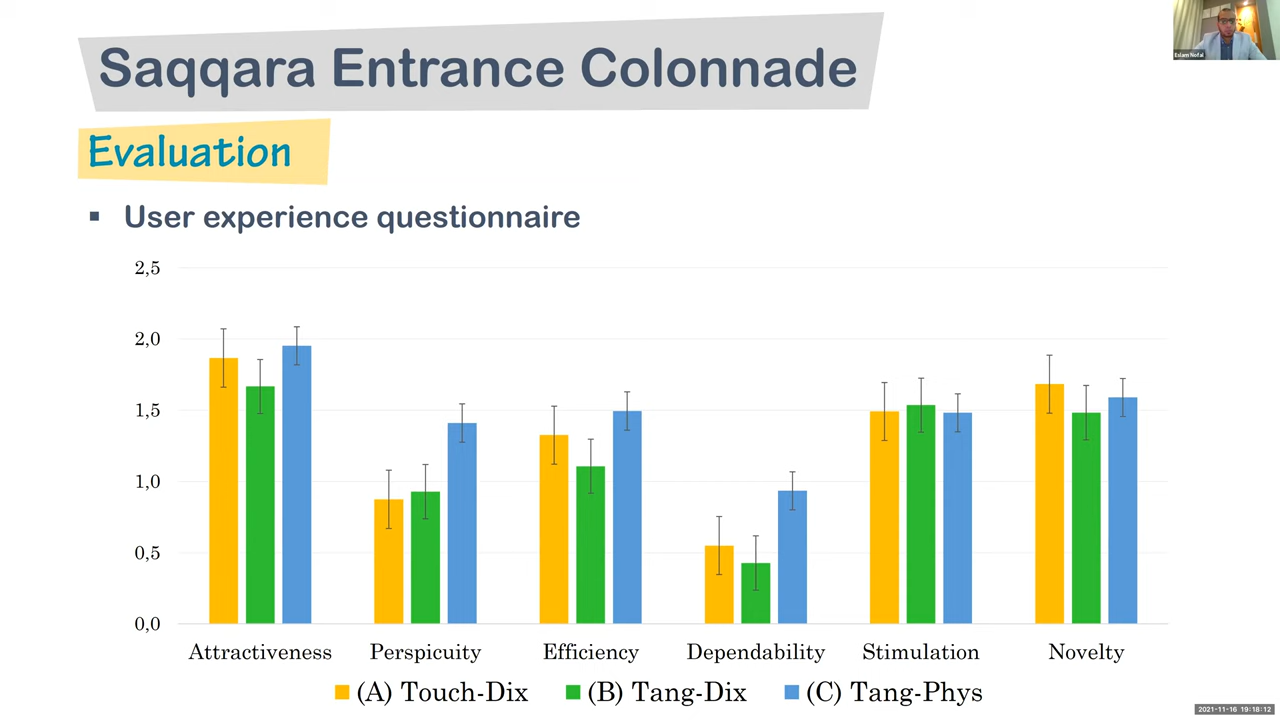 Saqqara Entrance Colonnade
Eslam Nofal
Evaluation
▪ User experience questionnaire
2,5
2,0
1,5
1,0
0,5
0,0
Attractiveness Perspicuity Efficiency Dependability Stimulation Novelty
(A) Touch-Dix (B) Tang-Dix (C) Tang-Phys
2021-11-16 19:18:12